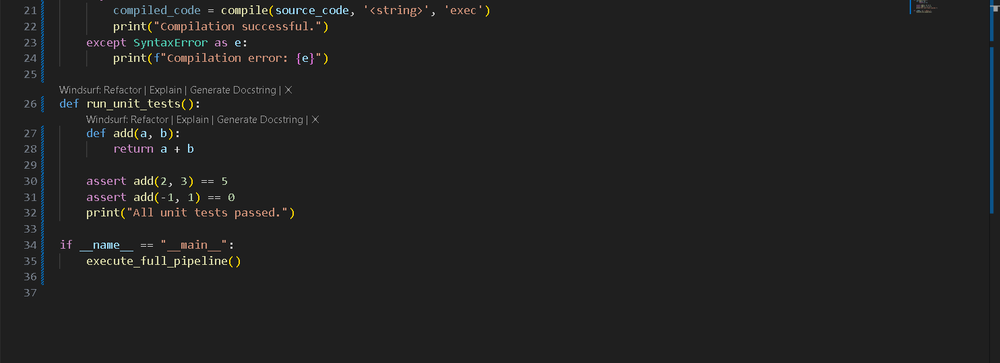 21 compiled_code = compile(source_code, '<string>', 'exec')
22 print("Compilation successful.")
23 except SyntaxError as e:
24 print(f"Compilation error: {e}")
25
Windsurf: Refactor | Explain | Generate Docstring | X
26 def run_unit_tests():
Windsurf: Refactor | Explain | Generate Docstring | X
27 def add(a, b):
28 return a + b
29
30 assert add(2, 3) == 5
31 assert add(-1, 1) == 0
32 print("All unit tests passed.")
33
34 if __name__ == "__main__":
35 execute_full_pipeline()
36
37